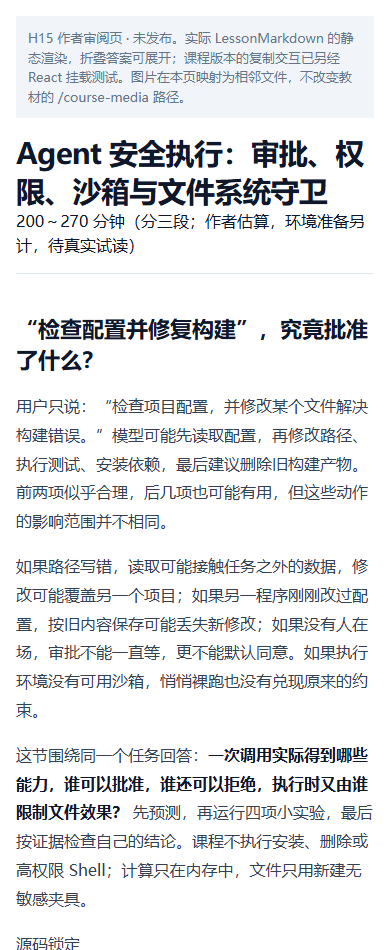 H15 作者审阅页 · 未发布。实际 LessonMarkdown 的静
态渲染，折叠答案可展开；课程版本的复制交互已另经
React 挂载测试。图片在本页映射为相邻文件，不改变教
材的 /course-media 路径。
Agent 安全执行：审批、权
限、沙箱与文件系统守卫
200～270 分钟（分三段；作者估算，环境准备另
计，待真实试读）
“检查配置并修复构建”，究竟批准
了什么？
用户只说：“检查项目配置，并修改某个文件解决
构建错误。”模型可能先读取配置，再修改路径、
执行测试、安装依赖，最后建议删除旧构建产物。
前两项似乎合理，后几项也可能有用，但这些动作
的影响范围并不相同。
如果路径写错，读取可能接触任务之外的数据，修
改可能覆盖另一个项目；如果另一程序刚刚改过配
置，按旧内容保存可能丢失新修改；如果没有人在
场，审批不能一直等，更不能默认同意。如果执行
环境没有可用沙箱，悄悄裸跑也没有兑现原来的约
束。
这节围绕同一个任务回答：一次调用实际得到哪些
能力，谁可以批准，谁还可以拒绝，执行时又由谁
限制文件效果？ 先预测，再运行四项小实验，最后
按证据检查自己的结论。课程不执行安装、删除或
高权限 Shell；计算只在内存中，文件只用新建无
敏感夹具。
源码锁定